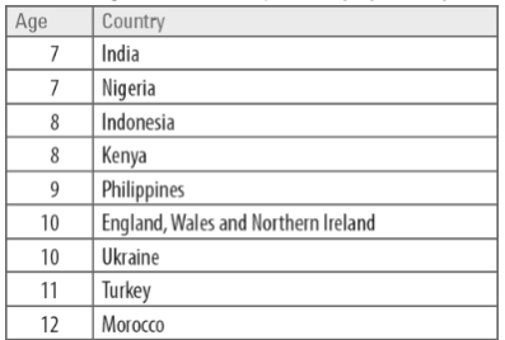 Age Country
7 India
7 Nigeria
8 Indonesia
8 Kenya
9 Philippines
10 England, Wales and Northern Ireland
10 Ukraine
11 Turkey
12 Morocco